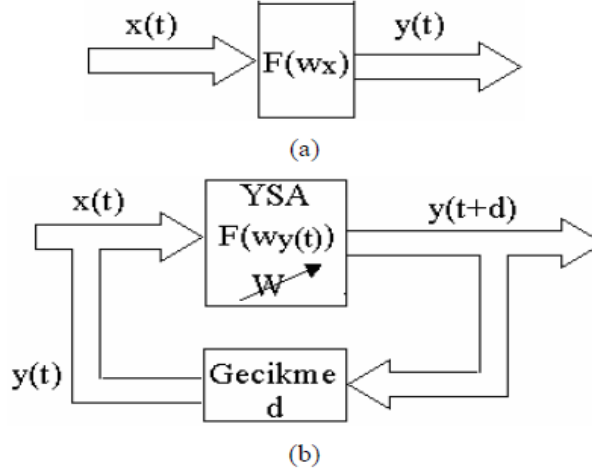 x(t)
F(wx)
y(t)
(a)
x(t)
YSA
F(wy(t))
W
y(t+d)
y(t)
Gecikme
d
(b)